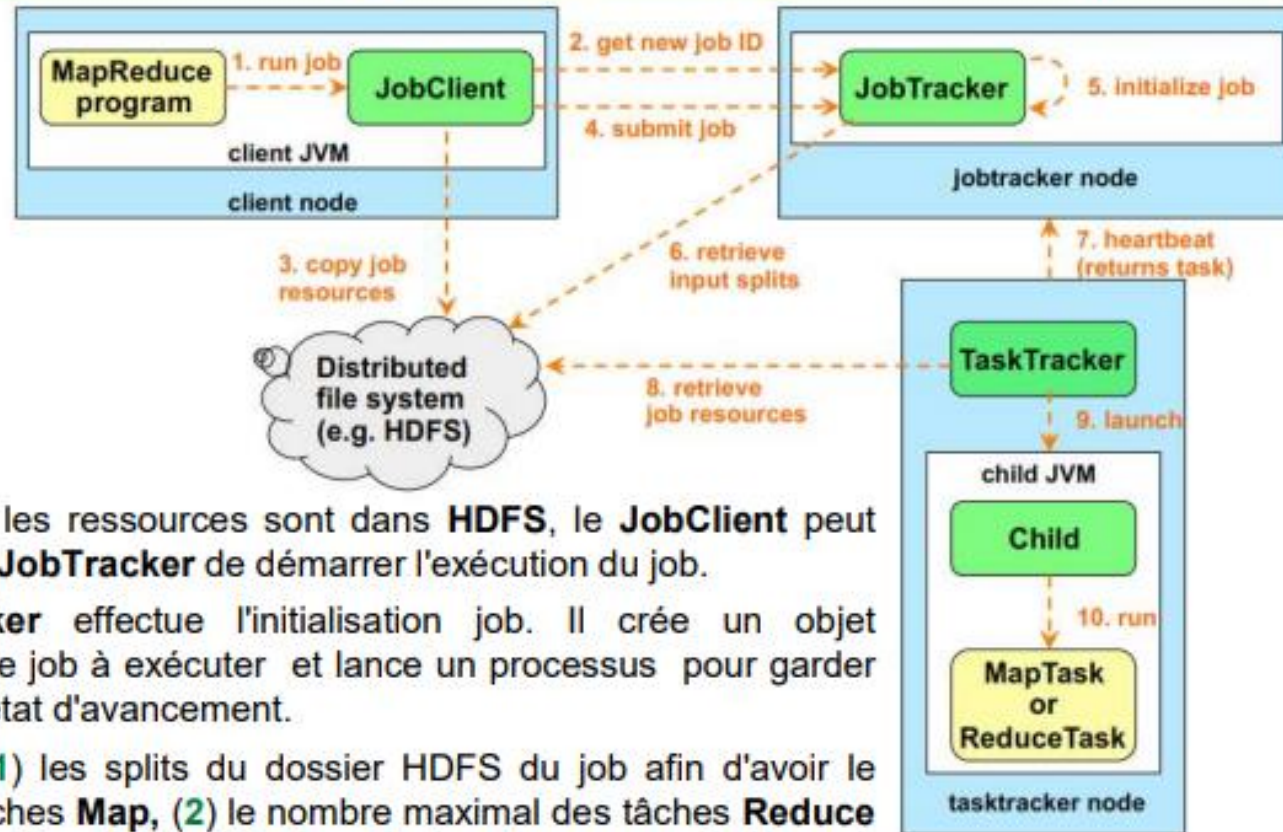 MapReduce
program
1. run job
JobClient
client JVM
client node
2. get new job ID
4. submit job
JobTracker
5. initialize job
jobtracker node
3. copy job
resources
6. retrieve
input splits
7. heartbeat
(returns task)
Distributed
file system
(e.g. HDFS)
8. retrieve
job resources
TaskTracker
9. launch
child JVM
Child
10. run
MapTask
or
ReduceTask
tasktracker node
les ressources sont dans HDFS, le JobClient peut
JobTracker de démarrer l'exécution du job.
ker effectue l'initialisation job. Il crée un objet
e job à exécuter et lance un processus pour garder
état d'avancement.
1) les splits du dossier HDFS du job afin d'avoir le
ches Map, (2) le nombre maximal des tâches Reduce